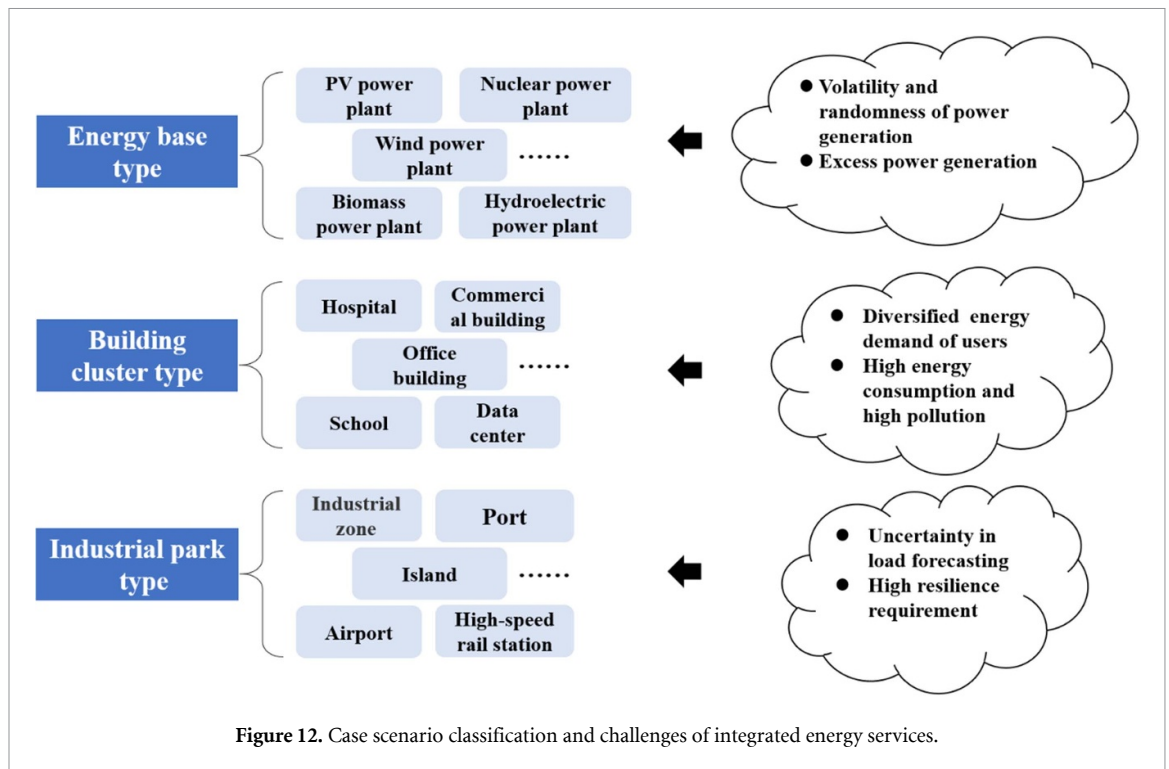 Energy base
type
PV power
plant
Nuclear power
plant
Wind power
plant
......
Biomass
power plant
Hydroelectric
power plant
● Volatility and
randomness of power
generation
● Excess power generation
Building
cluster type
Hospital
Commerci
al building
Office
building
......
School
Data
center
● Diversified energy
demand of users
● High energy
consumption and
high pollution
Industrial park
type
Industrial
zone
Port
Island
......
Airport
High-speed
rail station
● Uncertainty in
load forecasting
● High resilience
requirement
Figure 12. Case scenario classification and challenges of integrated energy services.